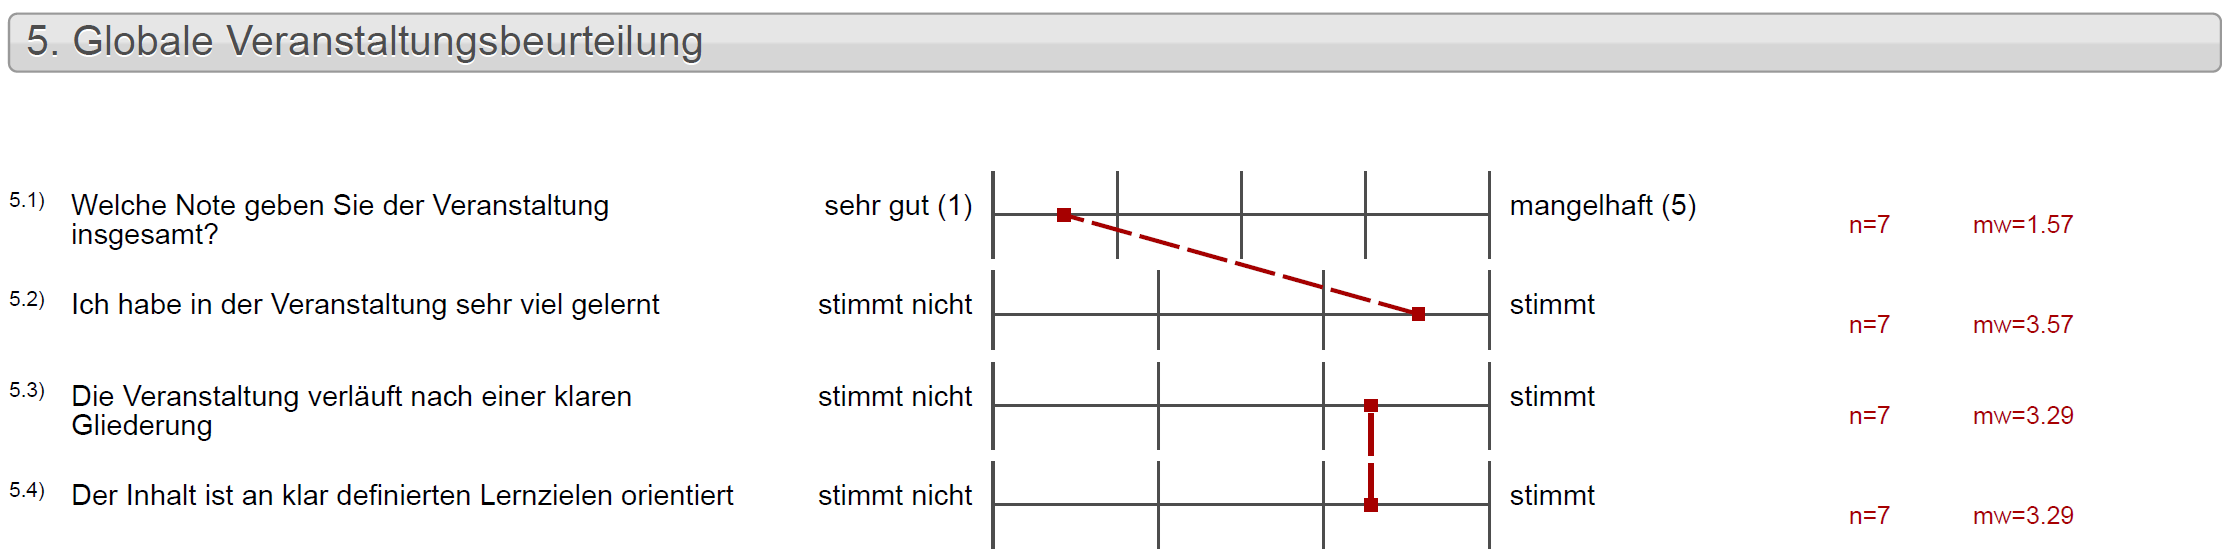 5. Globale Veranstaltungsbeurteilung
5.1) Welche Note geben Sie der Veranstaltung
insgesamt?
sehr gut (1) mangelhaft (5) n=7 mw=1.57
5.2) Ich habe in der Veranstaltung sehr viel gelernt stimmt nicht stimmt n=7 mw=3.57
5.3) Die Veranstaltung verläuft nach einer klaren
Gliederung
stimmt nicht stimmt n=7 mw=3.29
5.4) Der Inhalt ist an klar definierten Lernzielen orientiert stimmt nicht stimmt n=7 mw=3.29